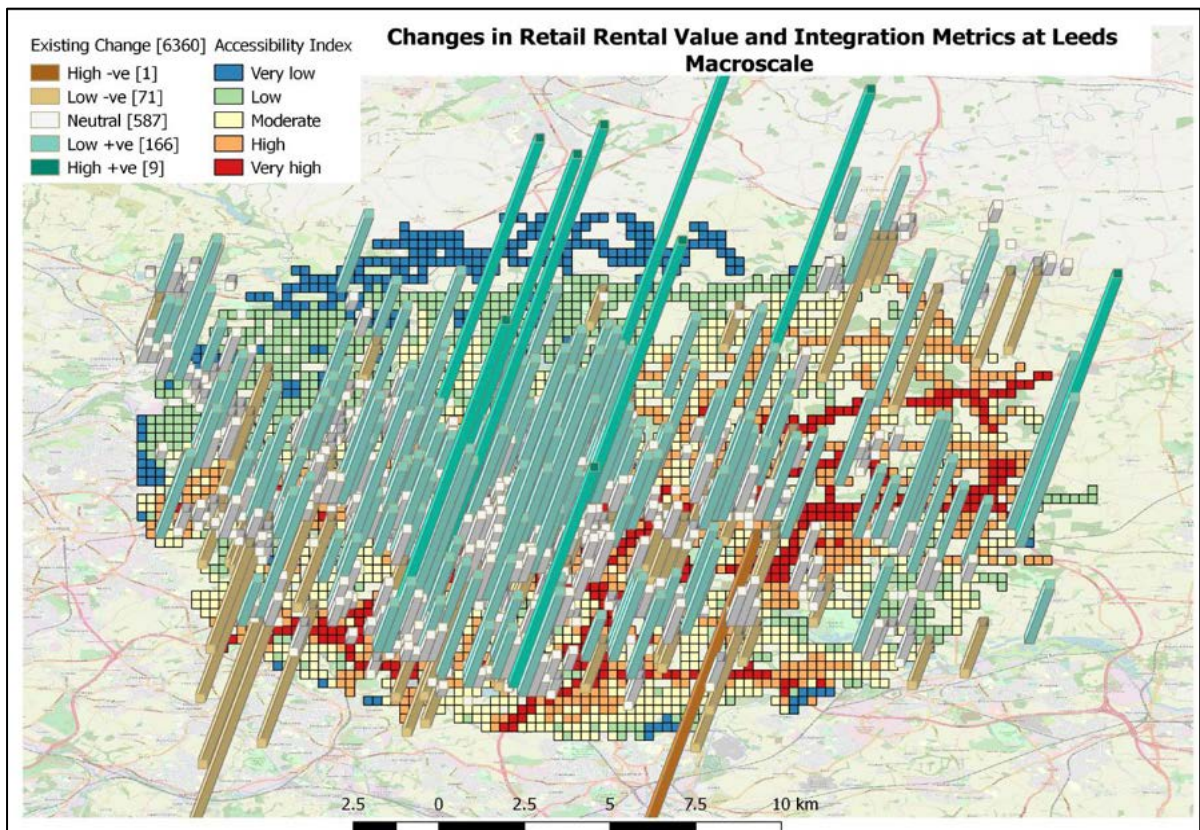 Changes in Retail Rental Value and Integration Metrics at Leeds
Macroscale
Existing Change [6360] Accessibility Index
High -ve [1] Very low
Low -ve [71] Low
Neutral [587] Moderate
Low +ve [166] High
High +ve [9] Very high
2.5 0 2.5 5 7.5 10 km